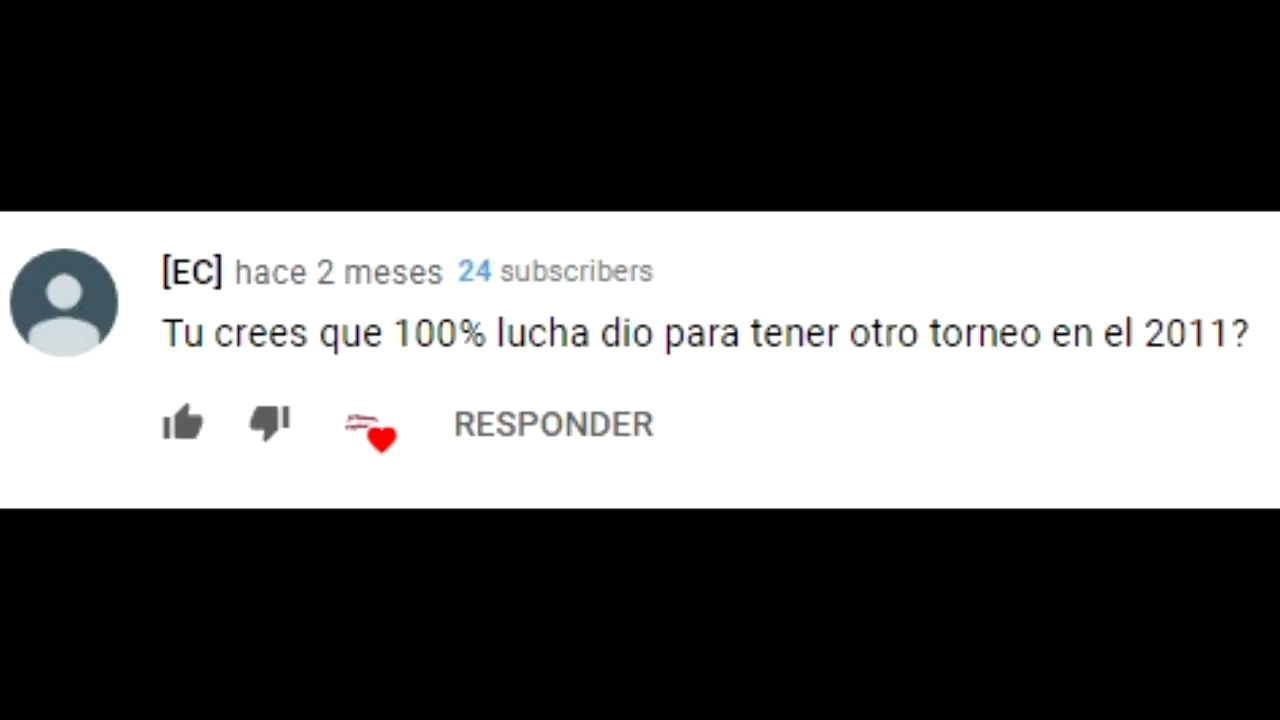 [EC] hace 2 meses 24 subscribers
Tu crees que 100% lucha dio para tener otro torneo en el 2011?
RESPONDER